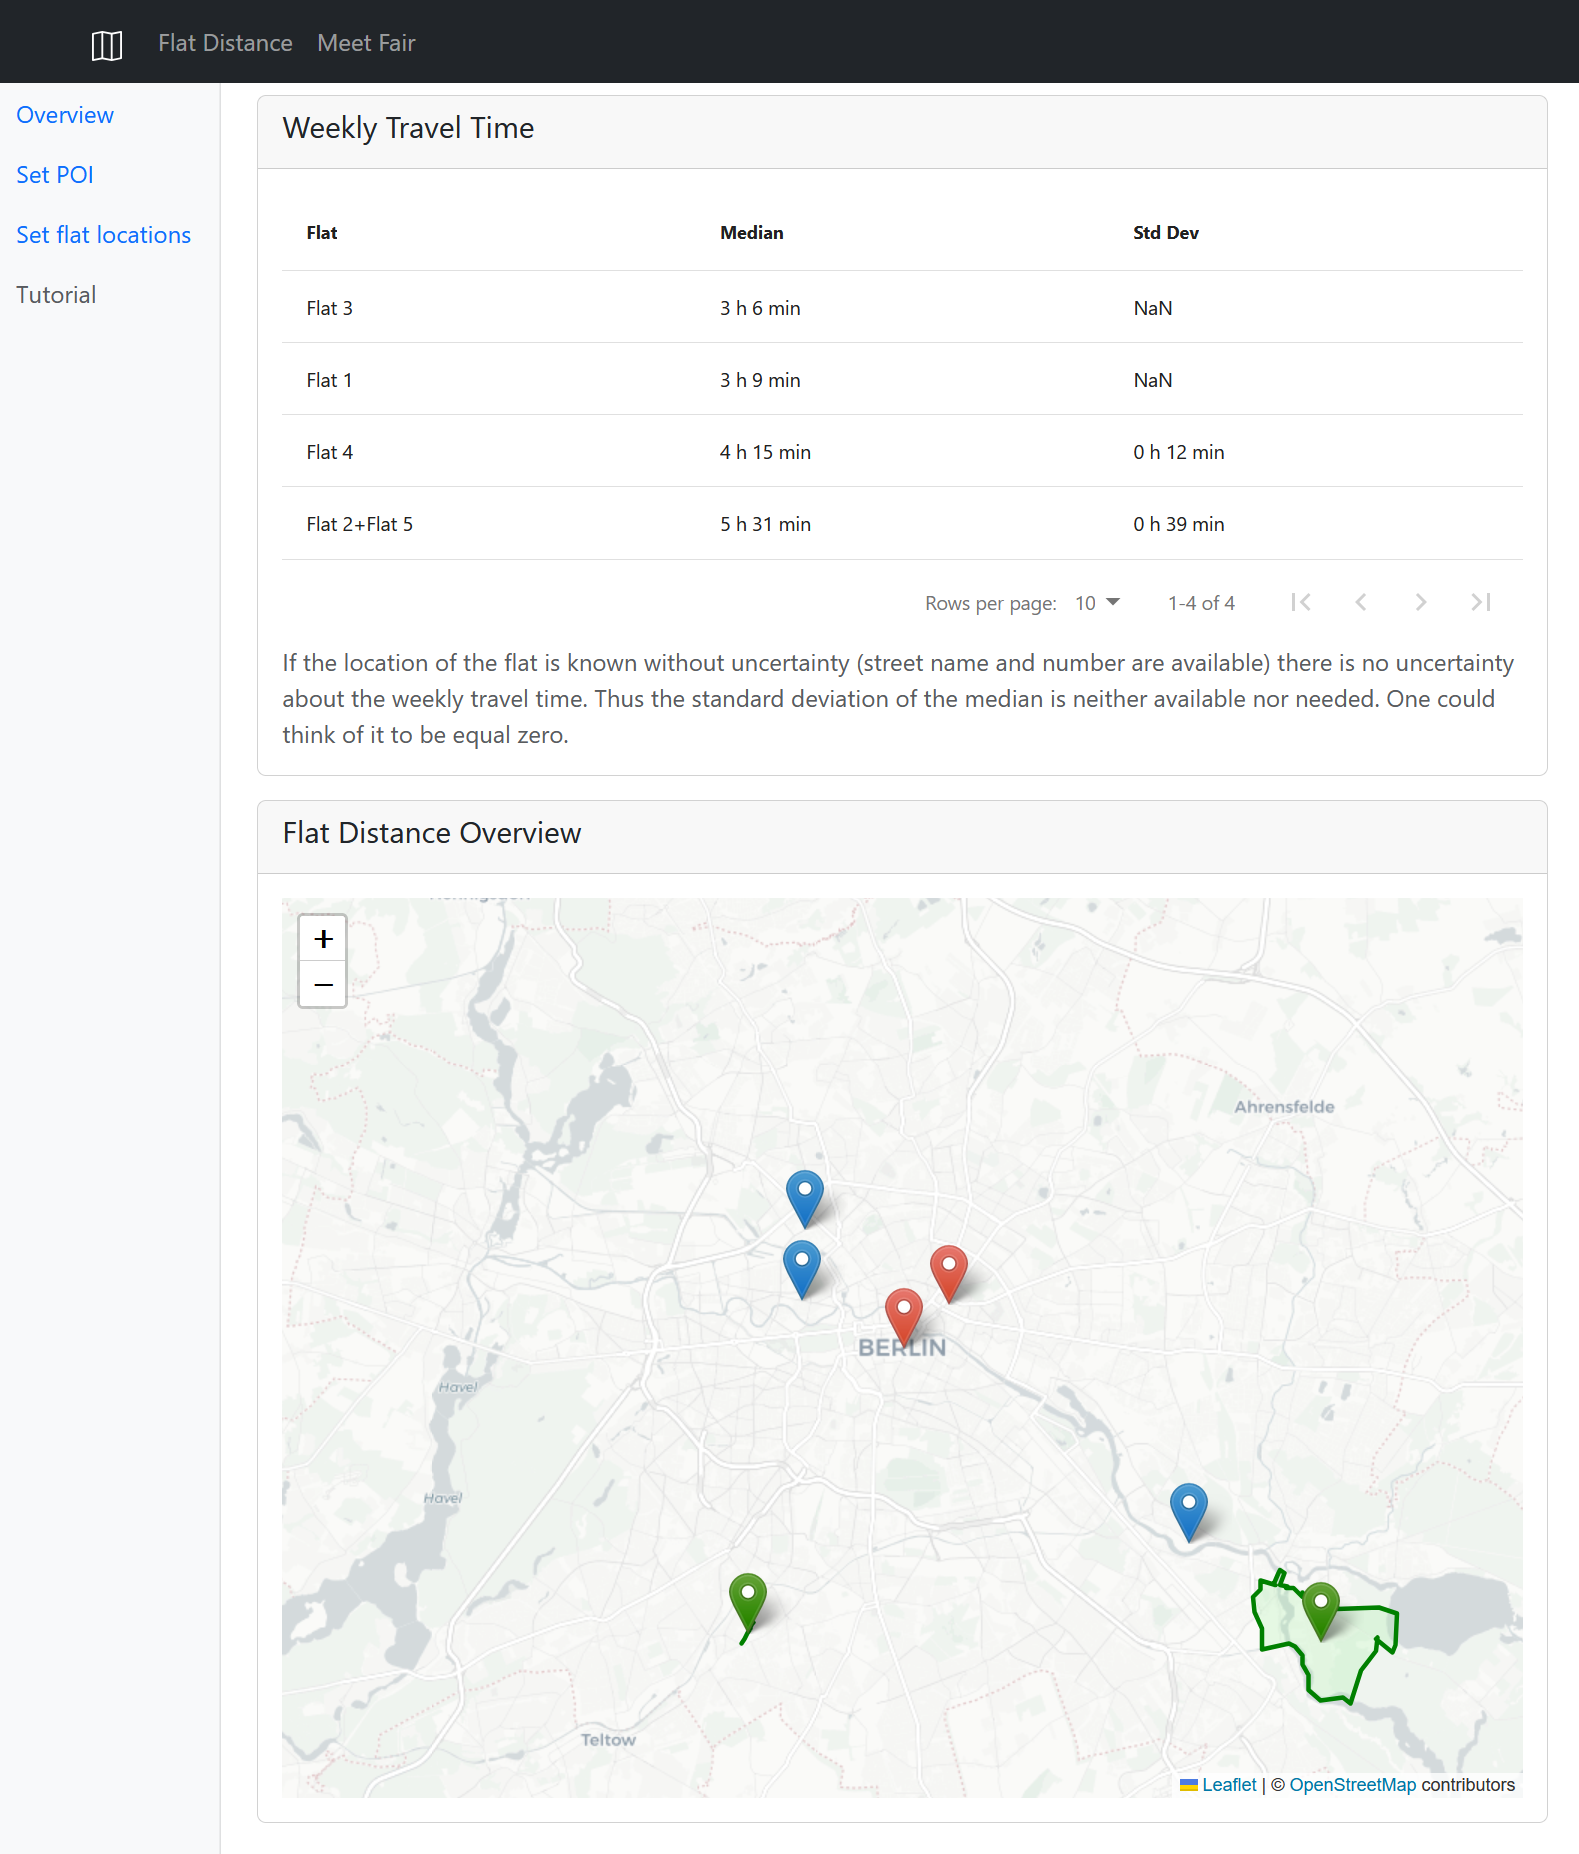 Flat Distance Meet Fair
Overview
Set POI
Set flat locations
Tutorial
Weekly Travel Time
Flat Median Std Dev
Flat 3 3 h 6 min NaN
Flat 1 3 h 9 min NaN
Flat 4 4 h 15 min 0 h 12 min
Flat 2+Flat 5 5 h 31 min 0 h 39 min
Rows per page: 10 1-4 of 4
If the location of the flat is known without uncertainty (street name and number are available) there is no uncertainty
about the weekly travel time. Thus the standard deviation of the median is neither available nor needed. One could
think of it to be equal zero.
Flat Distance Overview
+
−
Ahrensfelde
BERLIN
Havel
Havel
Teltow
Leaflet | © OpenStreetMap contributors